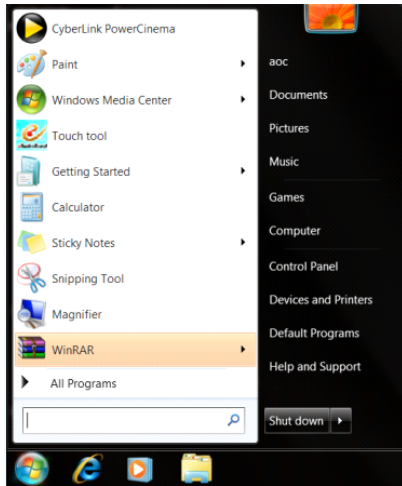 CyberLink PowerCinema
Paint
Windows Media Center
Touch tool
Getting Started
Calculator
Sticky Notes
Snipping Tool
Magnifier
WinRAR
All Programs
aoc
Documents
Pictures
Music
Games
Computer
Control Panel
Devices and Printers
Default Programs
Help and Support
Shut down